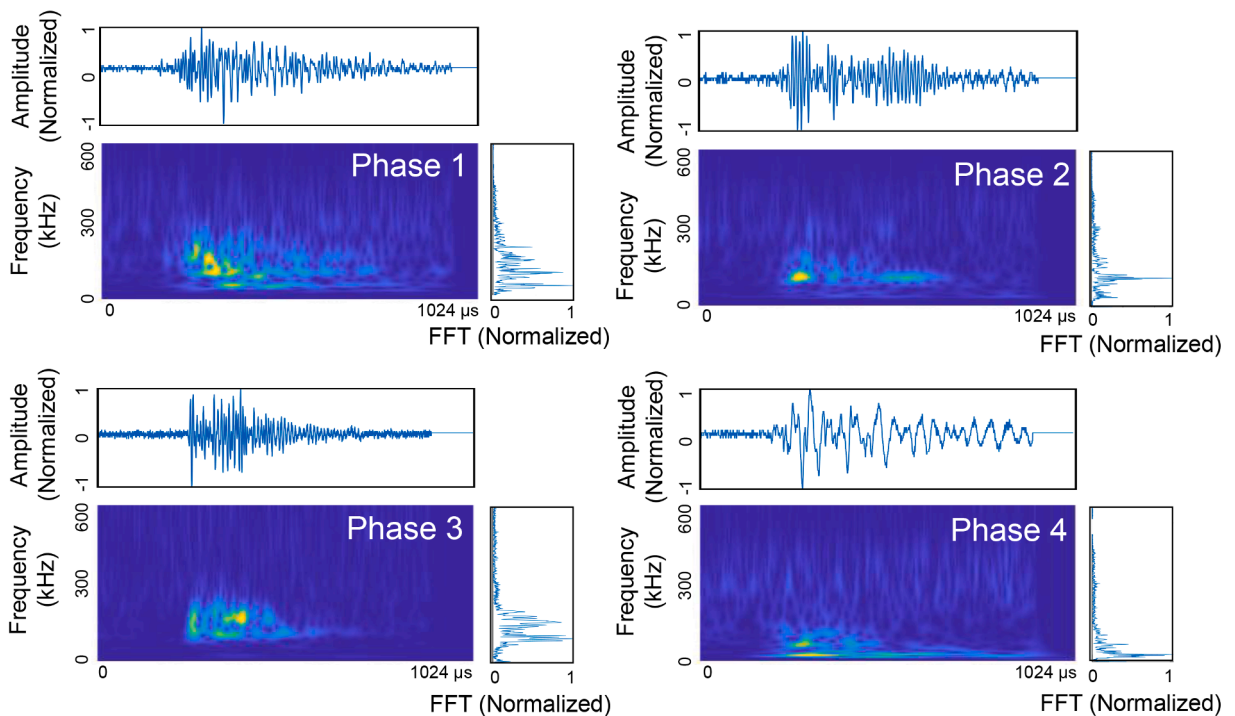 Amplitude
(Normalized)
1
0
-1
Phase 1
Frequency
(kHz)
600
300
0
0
1024 µs
0
1
FFT (Normalized)
Amplitude
(Normalized)
1
0
-1
Phase 2
Frequency
(kHz)
600
300
0
0
1024 µs
0
1
FFT (Normalized)
Amplitude
(Normalized)
1
0
-1
Phase 3
Frequency
(kHz)
600
300
0
0
1024 µs
0
1
FFT (Normalized)
Amplitude
(Normalized)
1
0
-1
Phase 4
Frequency
(kHz)
600
300
0
0
1024 µs
0
1
FFT (Normalized)